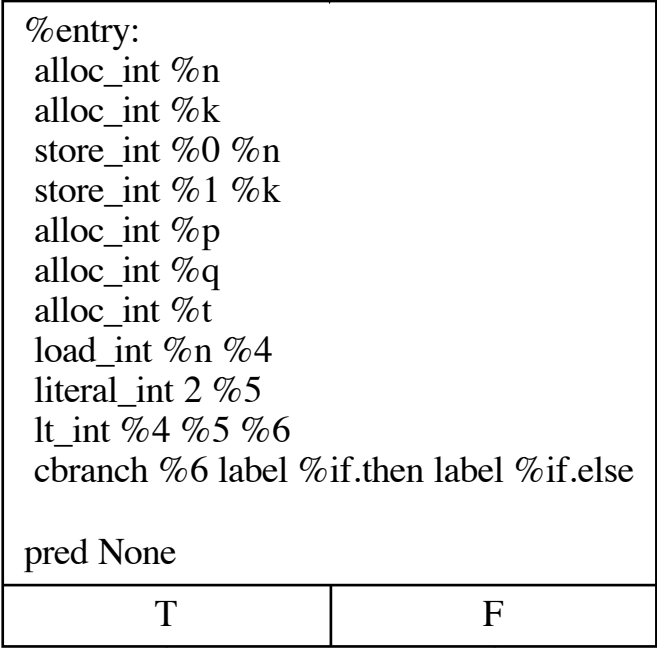 %entry:
alloc_int %n
alloc_int %k
store_int %0 %n
store_int %1 %k
alloc_int %p
alloc_int %q
alloc_int %t
load_int %n %4
literal_int 2 %5
lt_int %4 %5 %6
cbranch %6 label %if.then label %if.else
pred None
T F